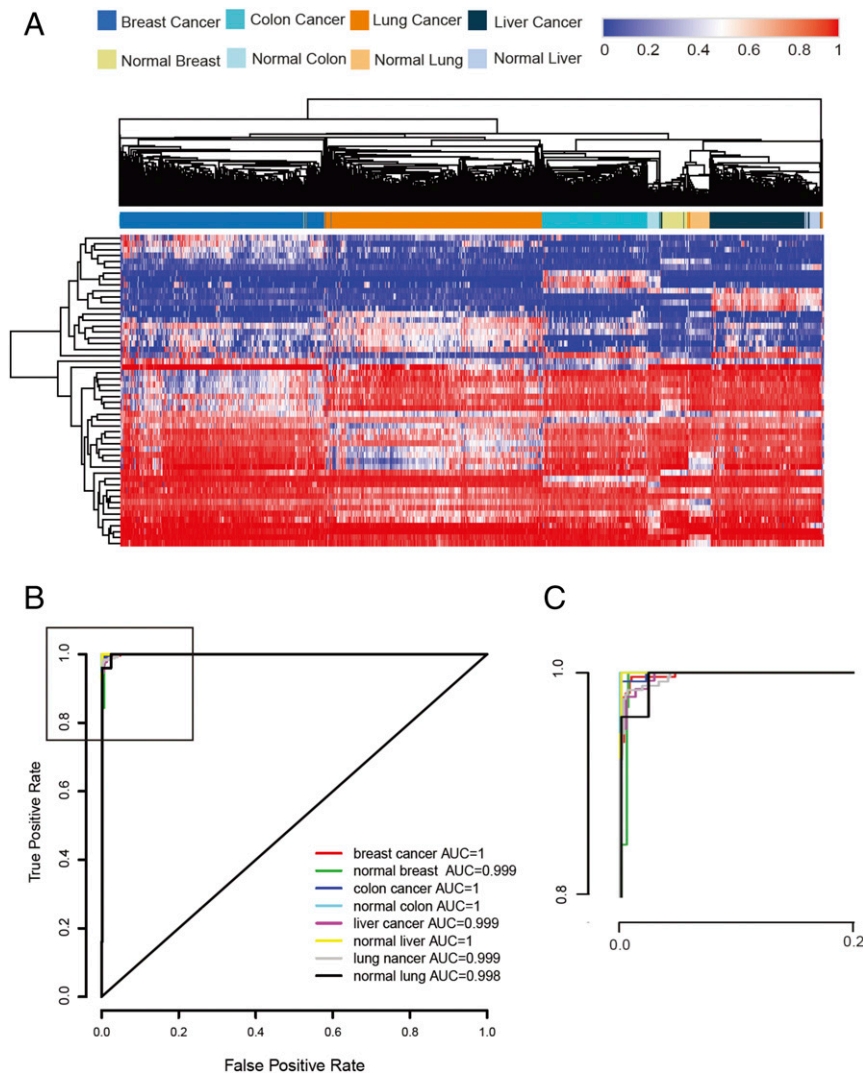 A
Breast Cancer Colon Cancer Lung Cancer Liver Cancer
Normal Breast Normal Colon Normal Lung Normal Liver
0 0.2 0.4 0.6 0.8 1
B
C
True Positive Rate
1.0
0.8
0.6
0.4
0.2
0.0
breast cancer AUC=1
normal breast AUC=0.999
colon cancer AUC=1
normal colon AUC=1
liver cancer AUC=0.999
normal liver AUC=1
lung nancer AUC=0.999
normal lung AUC=0.998
0.0 0.2 0.4 0.6 0.8 1.0
False Positive Rate
1.0
0.8
0.0 0.2